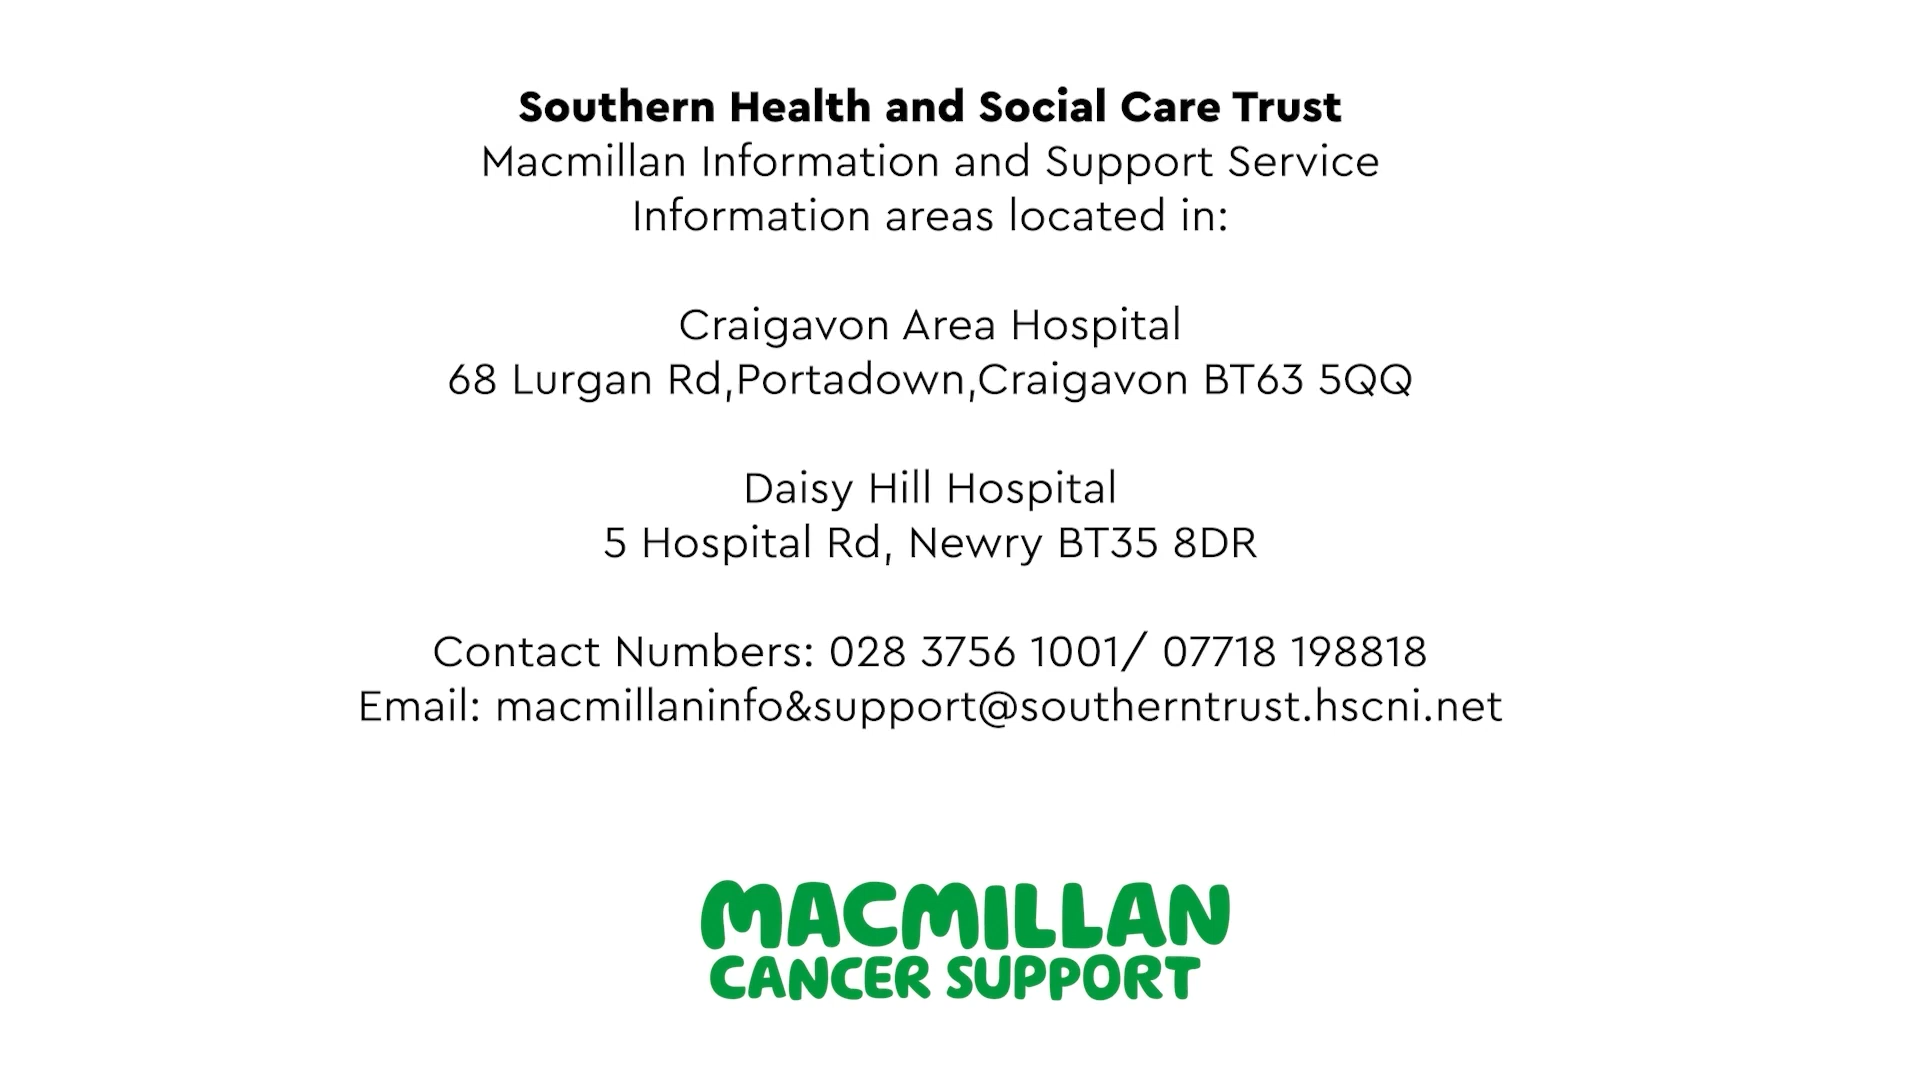 Southern Health and Social Care Trust
Macmillan Information and Support Service
Information areas located in:
Craigavon Area Hospital
68 Lurgan Rd,Portadown,Craigavon BT63 5QQ
Daisy Hill Hospital
5 Hospital Rd, Newry BT35 8DR
Contact Numbers: 028 3756 1001/ 07718 198818
Email: macmillaninfo&support@southerntrust.hscni.net
MACMILLAN
CANCER SUPPORT